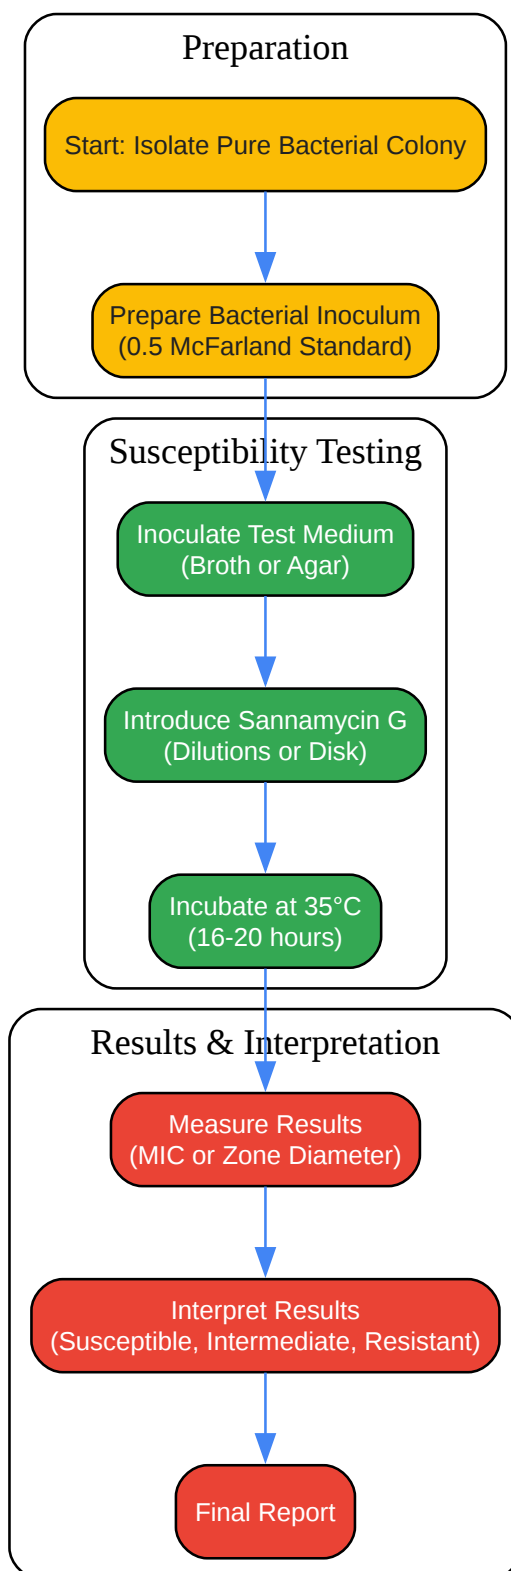 Preparation
Start: Isolate Pure Bacterial Colony
Prepare Bacterial Inoculum
(0.5 McFarland Standard)
Susceptibility Testing
Inoculate Test Medium
(Broth or Agar)
Introduce Sannamycin G
(Dilutions or Disk)
Incubate at 35°C
(16-20 hours)
Results & Interpretation
Measure Results
(MIC or Zone Diameter)
Interpret Results
(Susceptible, Intermediate, Resistant)
Final Report